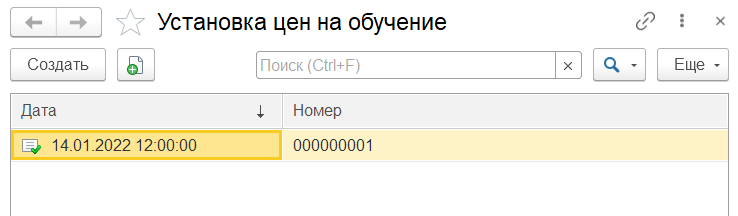 Установка цен на обучение
Создать Поиск (Ctrl+F) × Еще
Дата ↓ Номер
14.01.2022 12:00:00 000000001